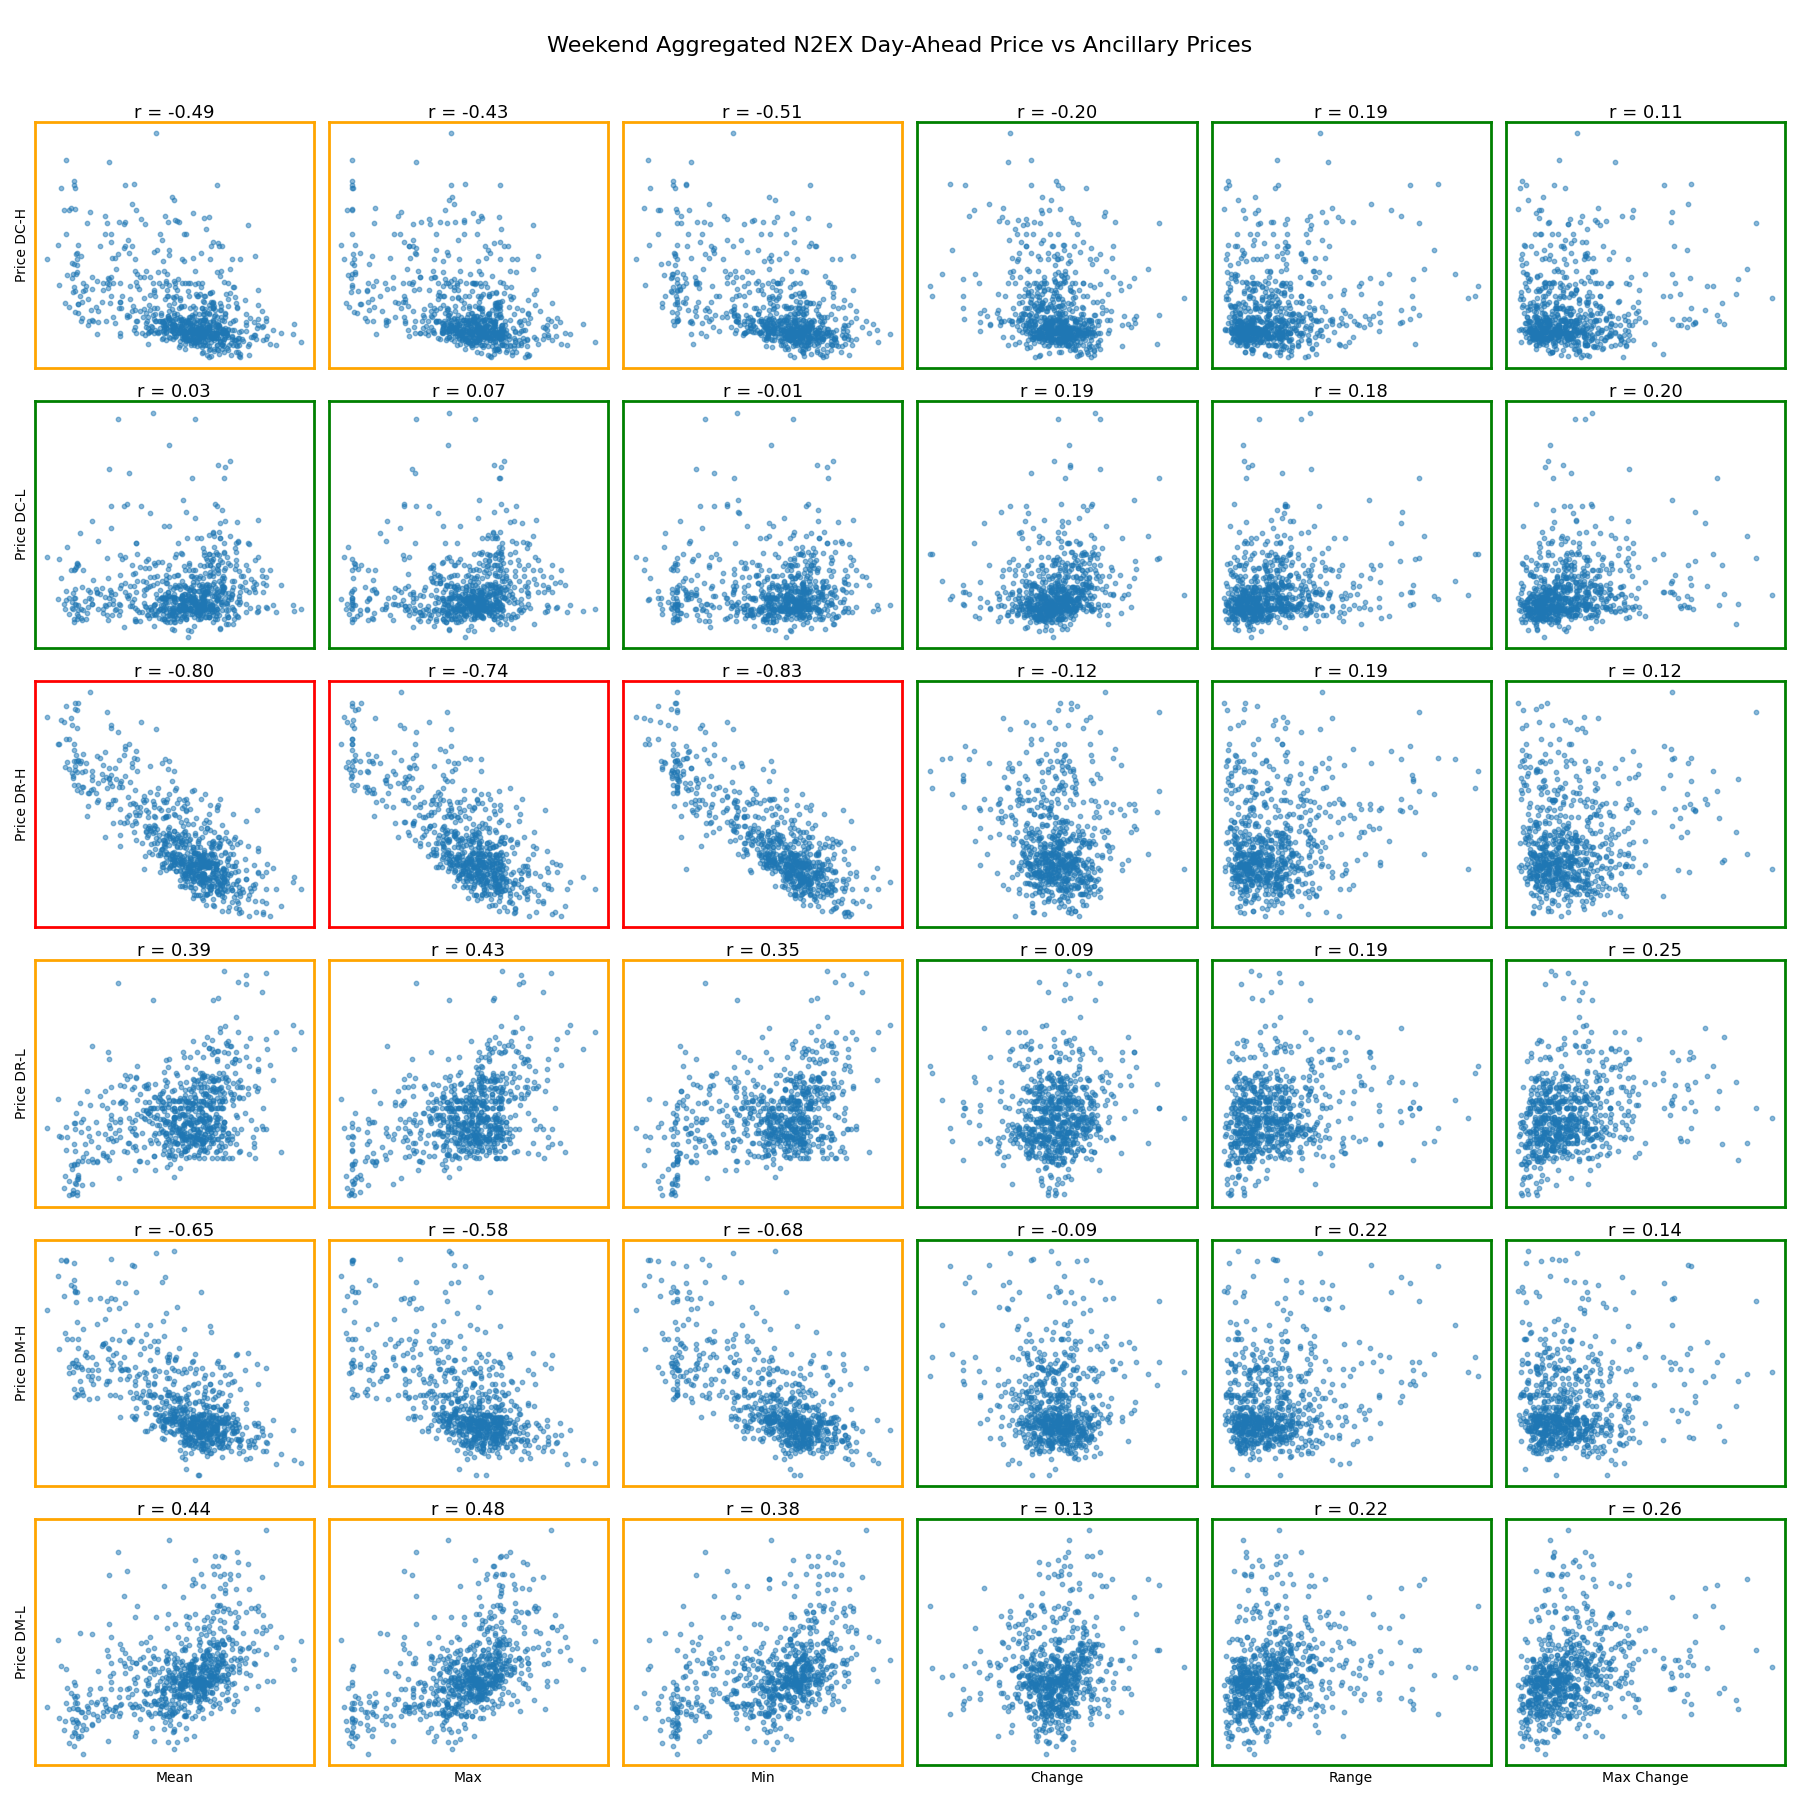 Weekend Aggregated N2EX Day-Ahead Price vs Ancillary Prices
r = -0.49 r = -0.43 r = -0.51 r = -0.20 r = 0.19 r = 0.11
Price DC-H
r = 0.03 r = 0.07 r = -0.01 r = 0.19 r = 0.18 r = 0.20
Price DC-L
r = -0.80 r = -0.74 r = -0.83 r = -0.12 r = 0.19 r = 0.12
Price DR-H
r = 0.39 r = 0.43 r = 0.35 r = 0.09 r = 0.19 r = 0.25
Price DR-L
r = -0.65 r = -0.58 r = -0.68 r = -0.09 r = 0.22 r = 0.14
Price DM-H
r = 0.44 r = 0.48 r = 0.38 r = 0.13 r = 0.22 r = 0.26
Price DM-L
Mean Max Min Change Range Max Change